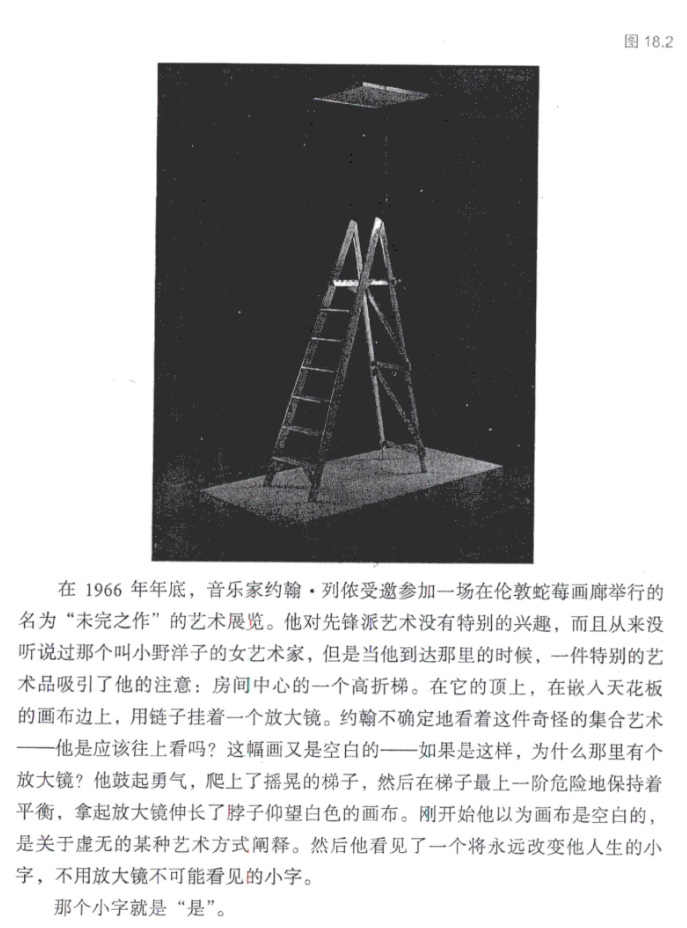 图 18.2
在 1966 年年底，音乐家约翰·列侬受邀参加一场在伦敦蛇莓画廊举行的
名为“未完之作”的艺术展览。他对先锋派艺术没有特别的兴趣，而且从来没
听说过那个叫小野洋子的女艺术家，但是当他到达那里的时候，一件特别的艺
术品吸引了他的注意：房间中心的一个高折梯。在它的顶上，在嵌入天花板
的画布边上，用链子挂着一个放大镜。约翰不确定地看着这件奇怪的集合艺术
——他是应该往上看吗？这幅画又是空白的——如果是这样，为什么那里有个
放大镜？他鼓起勇气，爬上了摇晃的梯子，然后在梯子最上一阶危险地保持着
平衡，拿起放大镜伸长了脖子仰望白色的画布。刚开始他以为画布是空白的，
是关于虚无的某种艺术方式阐释。然后他看见了一个将永远改变他人生的小
字，不用放大镜不可能看见的小字。
那个小字就是“是”。